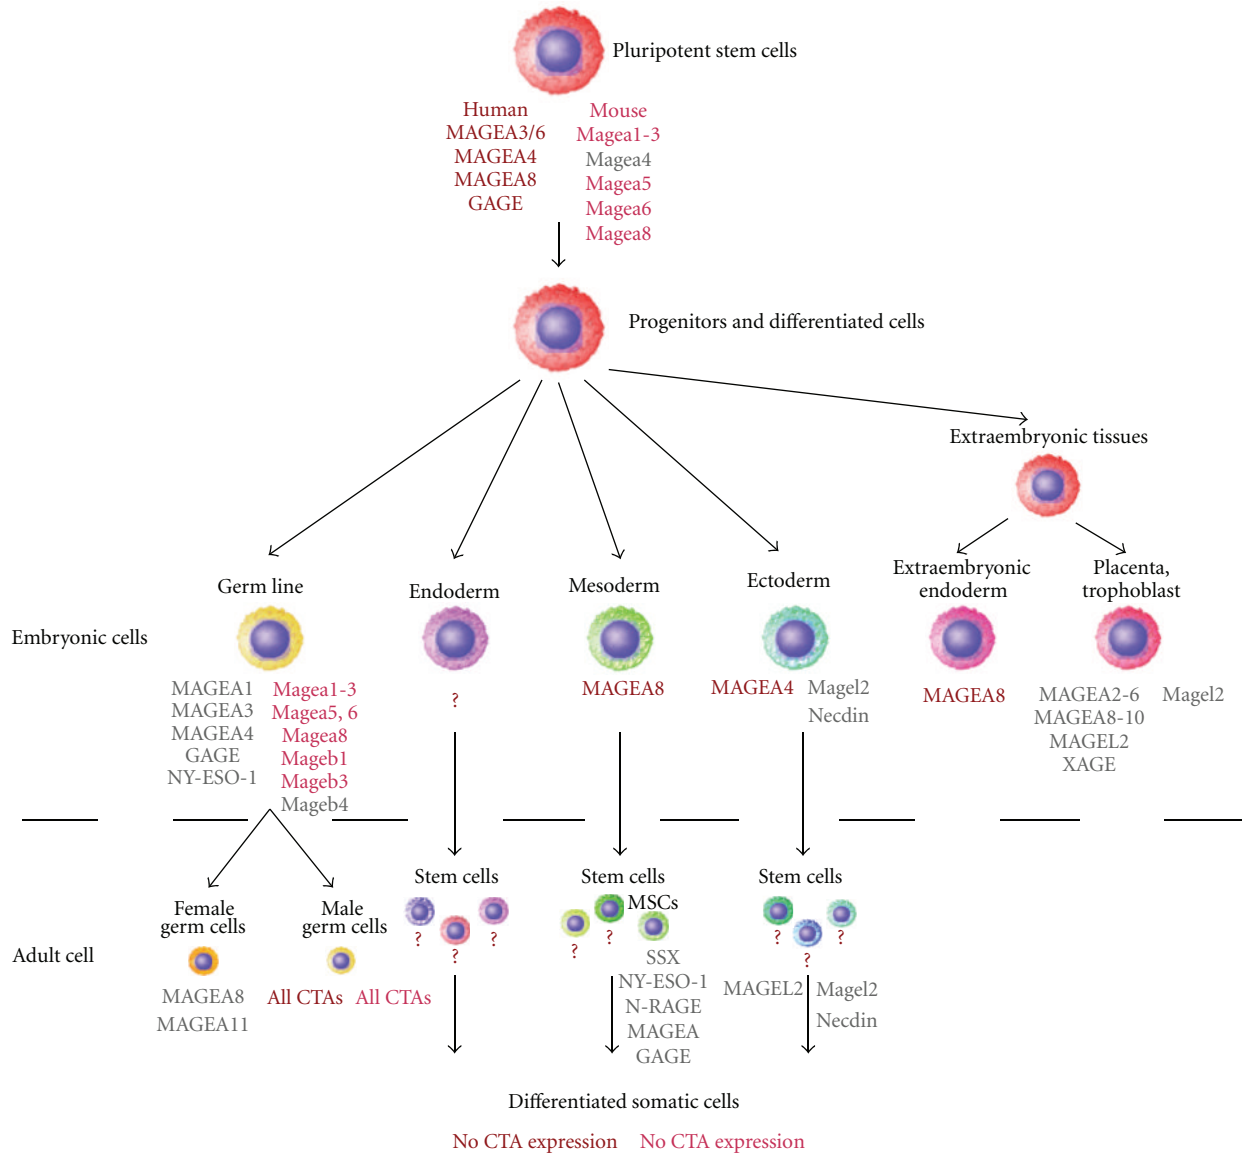 Pluripotent stem cells
Human
MAGEA3/6
MAGEA4
MAGEA8
GAGE
Mouse
Magea1-3
Magea4
Magea5
Magea6
Magea8
Progenitors and differentiated cells
Extraembryonic tissues
Germ line
Endoderm
Mesoderm
Ectoderm
Extraembryonic
endoderm
Placenta,
trophoblast
Embryonic cells
MAGEA1
MAGEA3
MAGEA4
GAGE
NY-ESO-1
Magea1-3
Magea5, 6
Magea8
Mageb1
Mageb3
Mageb4
?
MAGEA8
MAGEA4
Magel2
Necdin
MAGEA8
MAGEA2-6
MAGEA8-10
MAGEL2
XAGE
Magel2
Adult cell
Female
germ cells
MAGEA8
MAGEA11
Male
germ cells
All CTAs
All CTAs
Stem cells
?
?
?
Stem cells
MSCs
?
?
SSX
NY-ESO-1
N-RAGE
MAGEA
GAGE
Stem cells
?
?
?
MAGEL2
Magel2
Necdin
Differentiated somatic cells
No CTA expression
No CTA expression